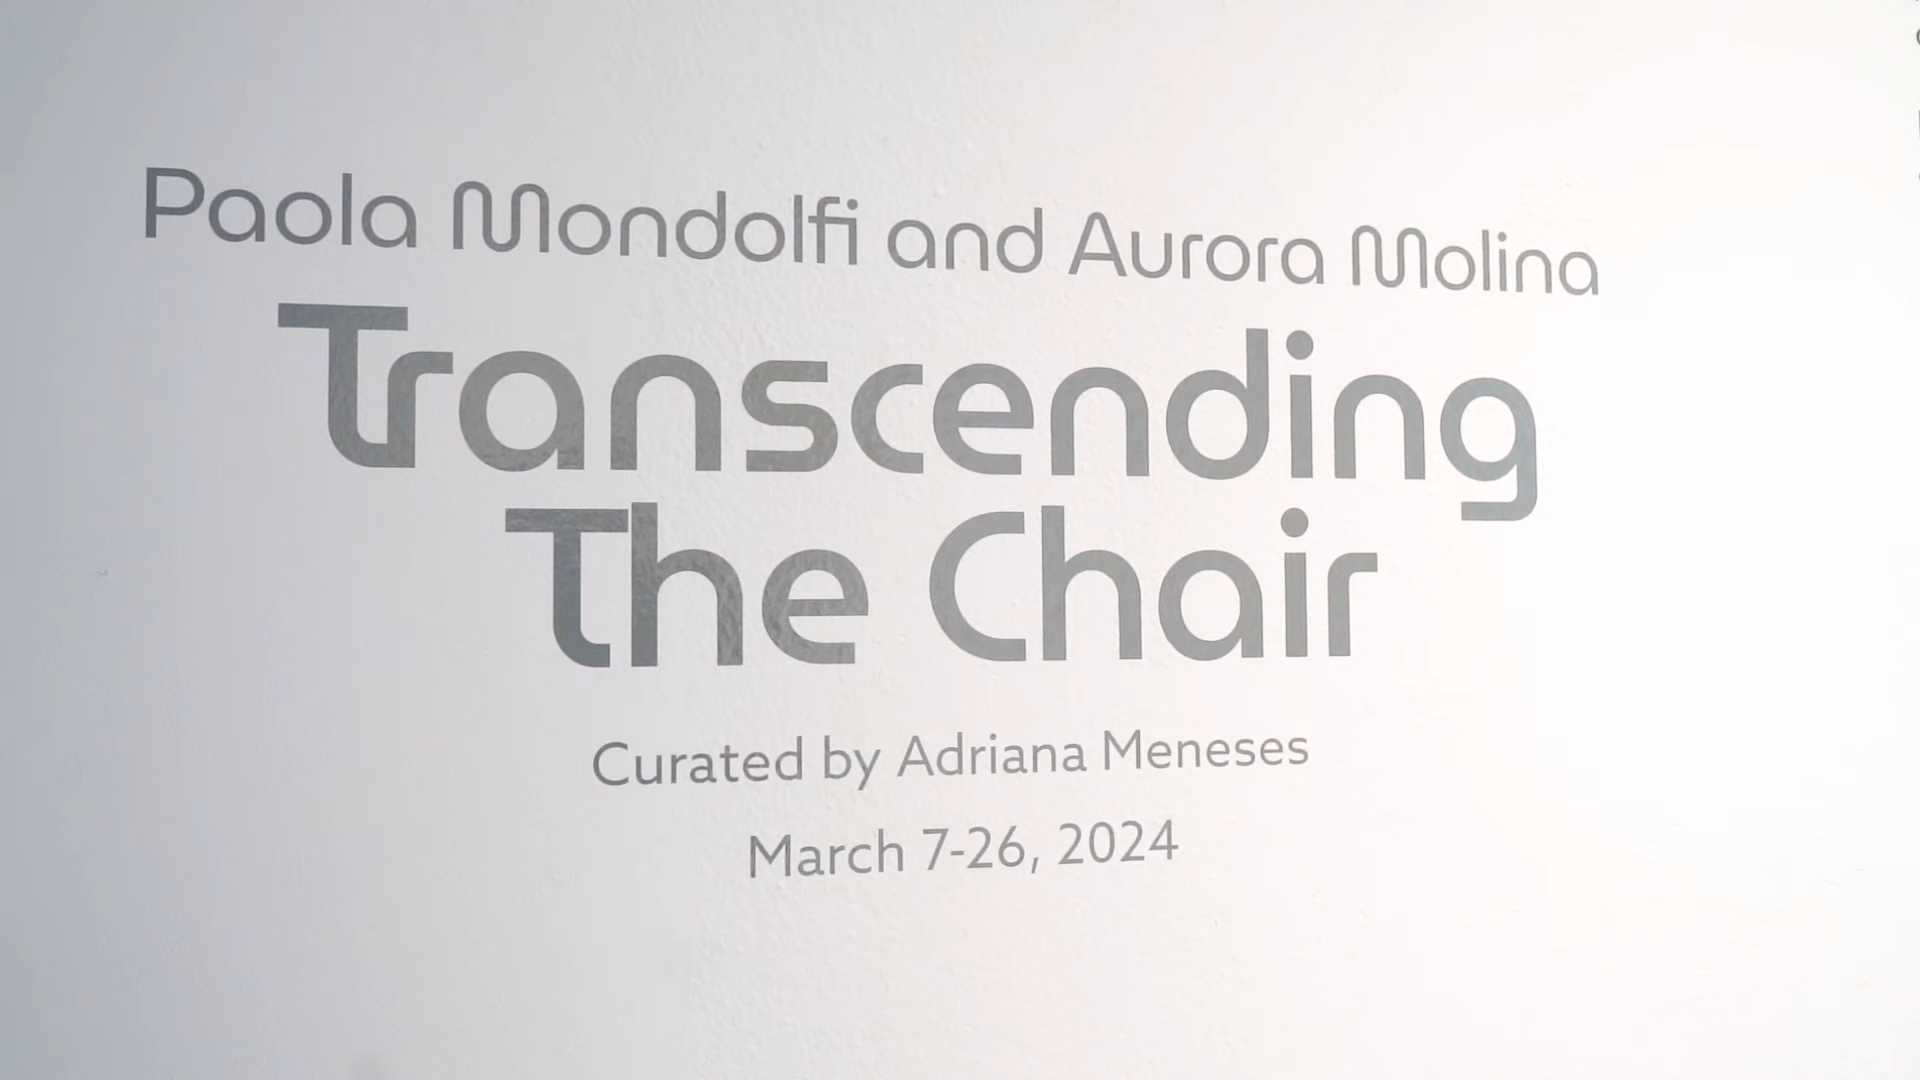 Paola Mondolfi and Aurora Molina
Transcending
The Chair
Curated by Adriana Meneses
March 7-26, 2024